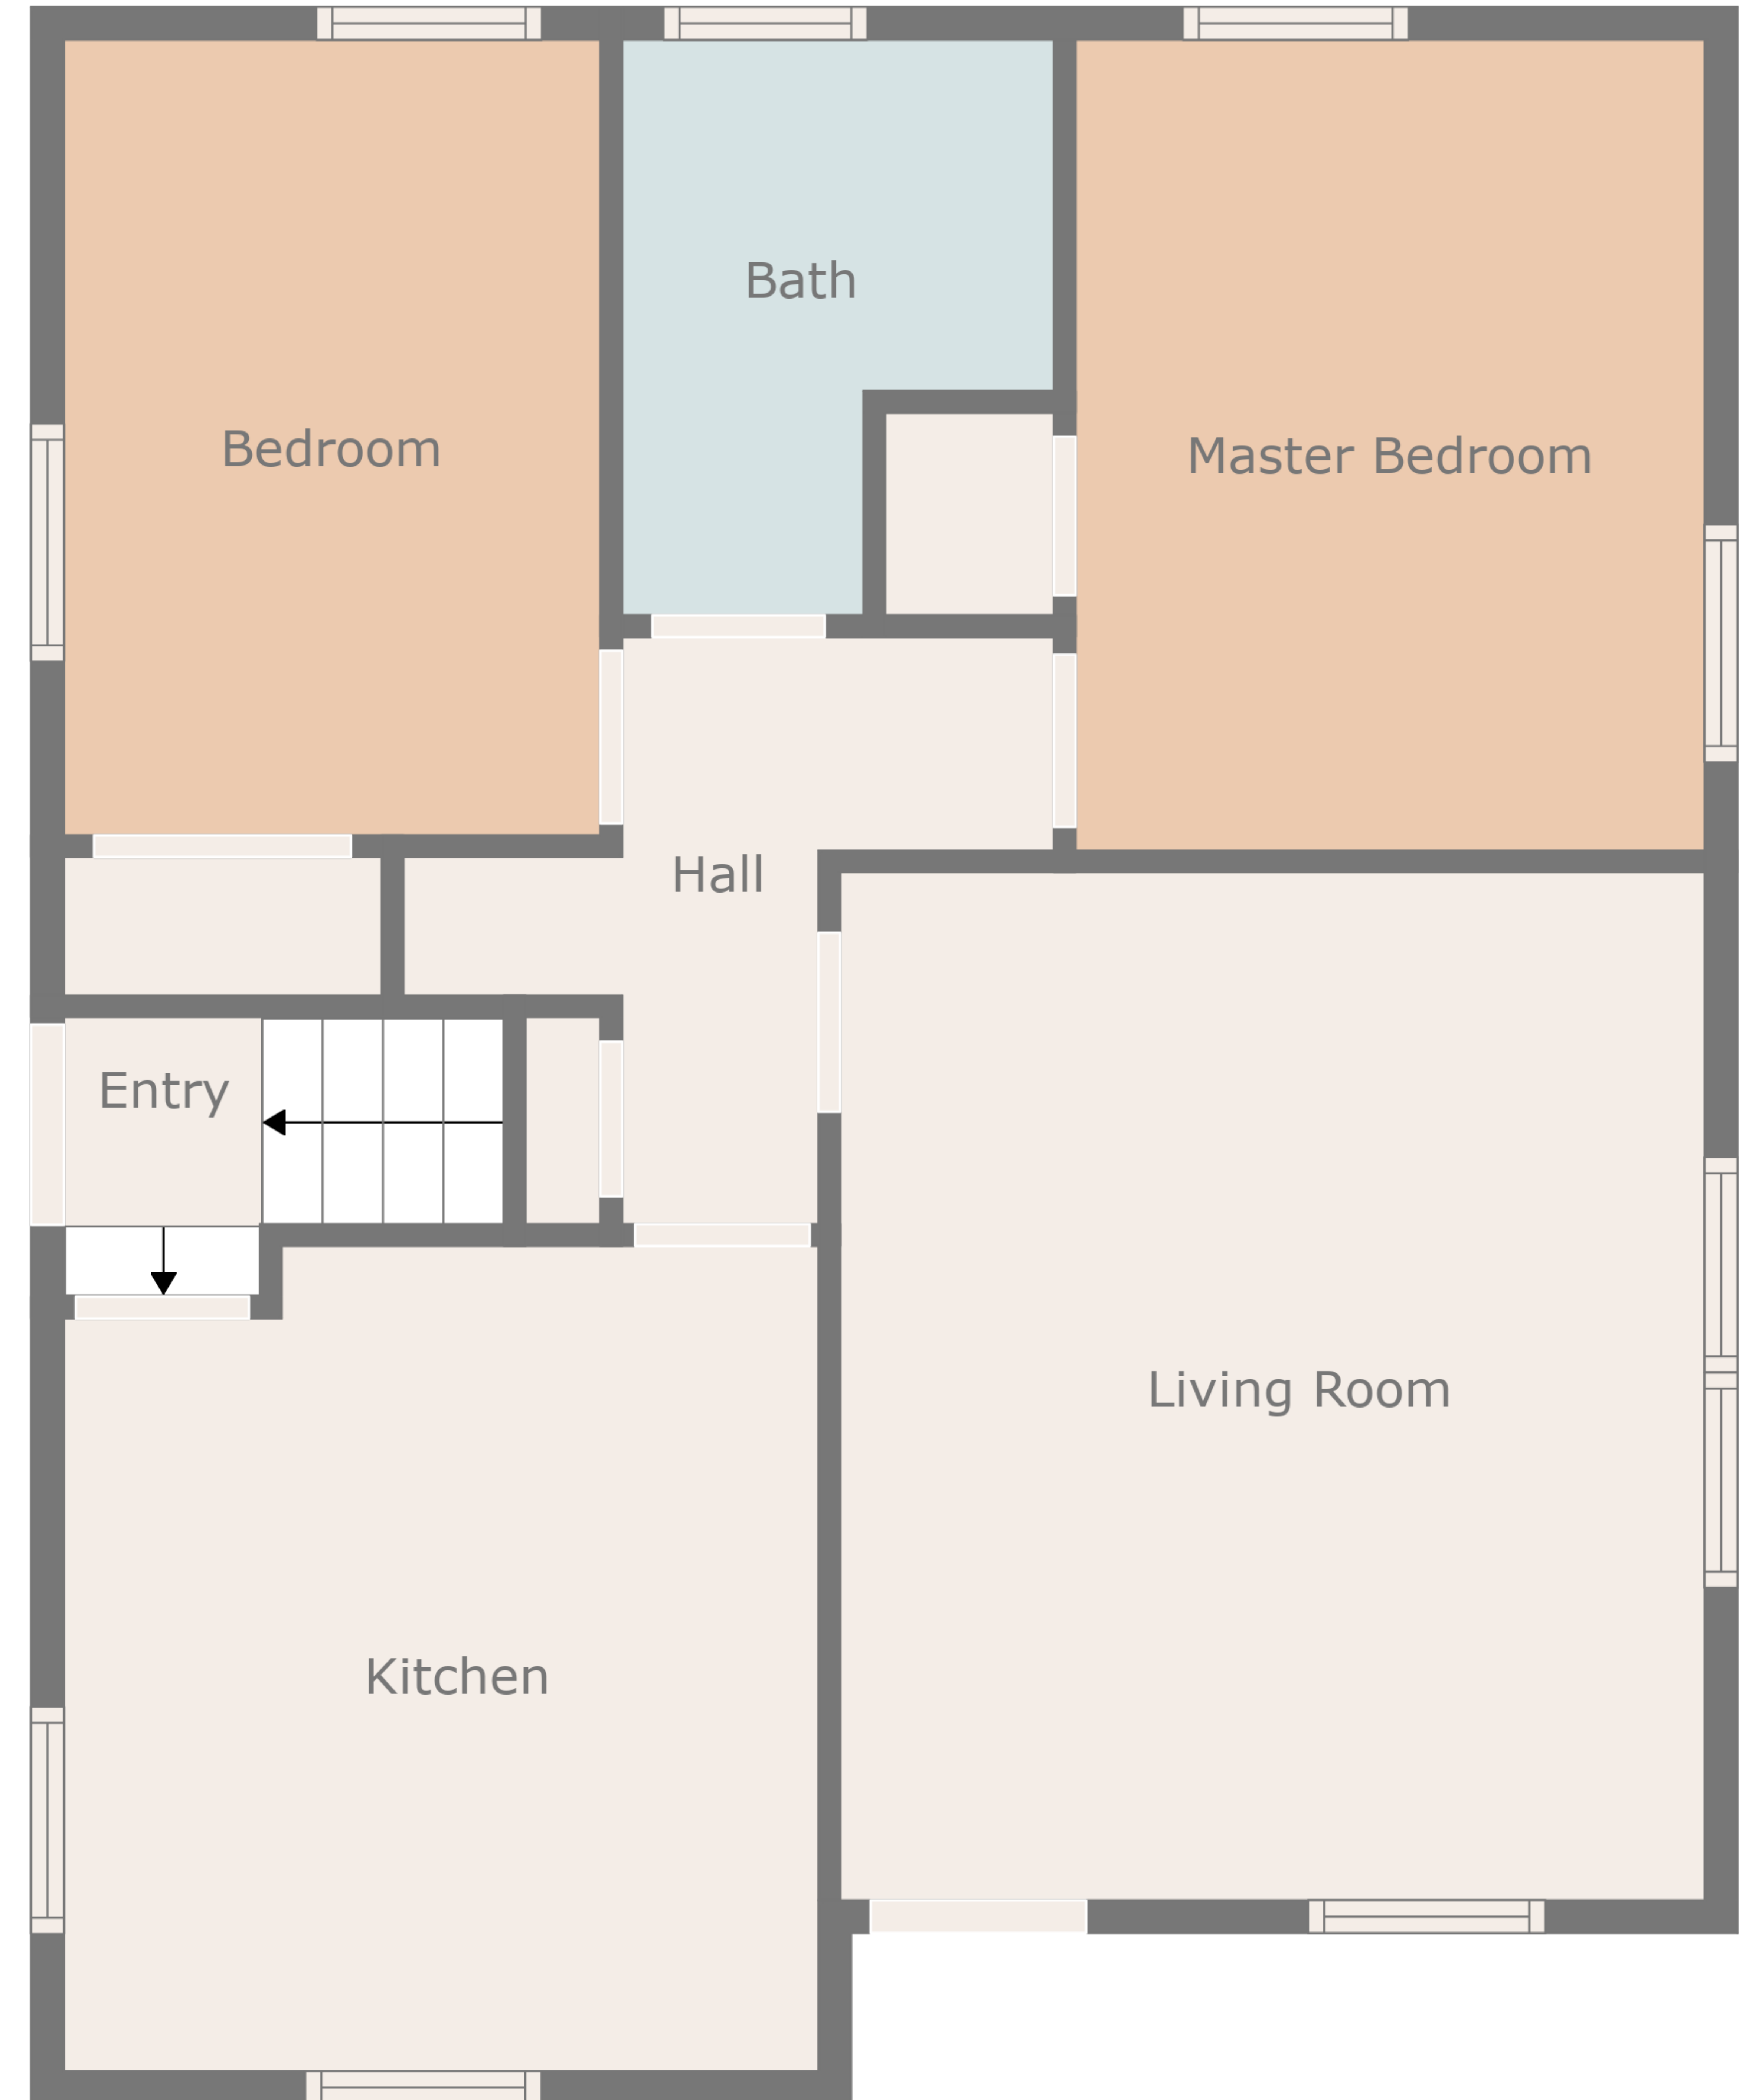 Bath
Bedroom
Master Bedroom
Hall
Entry
Living Room
Kitchen